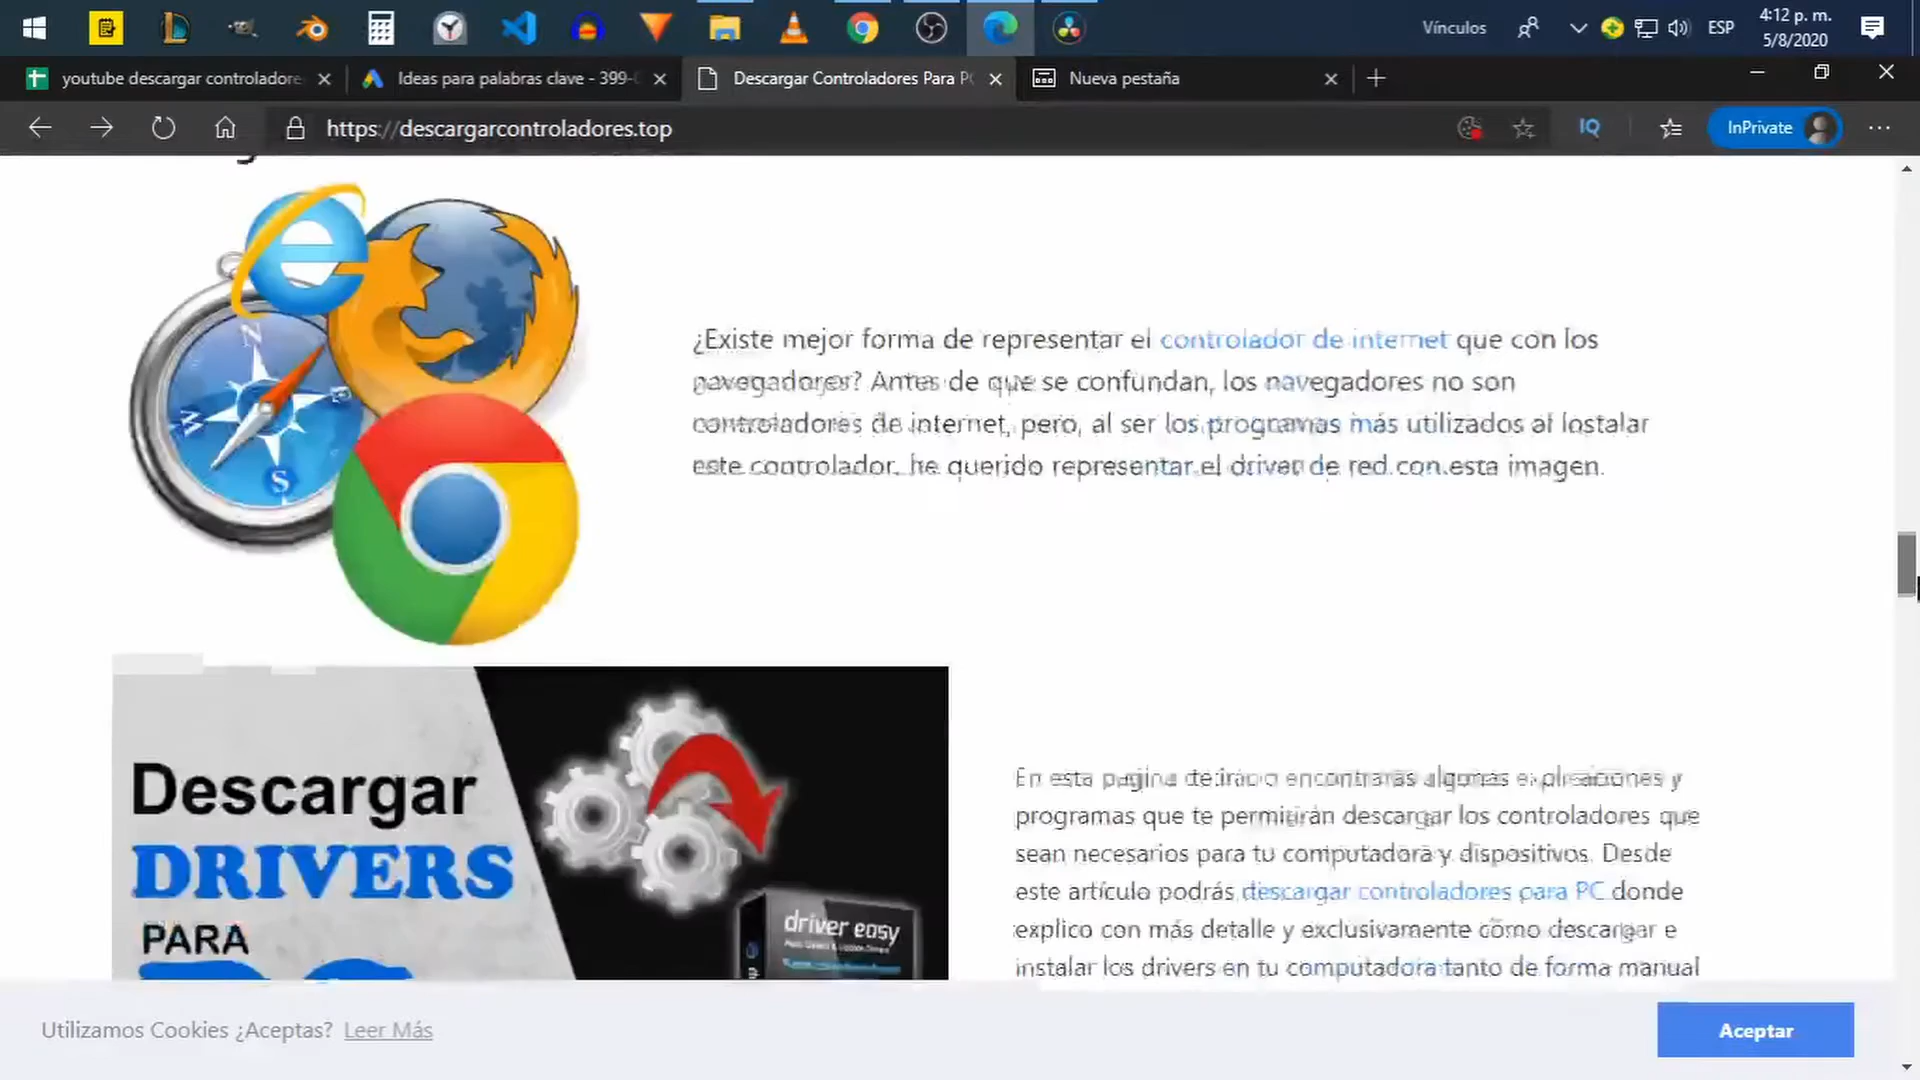 Vínculos
ESP
4:12 p. m.
5/8/2020
youtube descargar controladore
Ideas para palabras clave - 399-
Descargar Controladores Para PC
Nueva pestaña
https://descargarcontroladores.top
IQ
InPrivate
N
W
S
¿Existe mejor forma de representar el controlador de internet que con los
navegadores? Antes de que se confundan, los navegadores no son
controladores de internet, pero, al ser los programas más utilizados al Instalar
este controlador, he querido representar el driver de red con esta imagen.
Descargar
DRIVERS
PARA
driver easy
En esta pagina de inicio encontrarás algunas explicaciones y
programas que te permitirán descargar los controladores que
sean necesarios para tu computadora y dispositivos. Desde
este artículo podrás descargar controladores para PC donde
explico con más detalle y exclusivamente cómo descargar e
instalar los drivers en tu computadora tanto de forma manual
Utilizamos Cookies ¿Aceptas? Leer Más
Aceptar